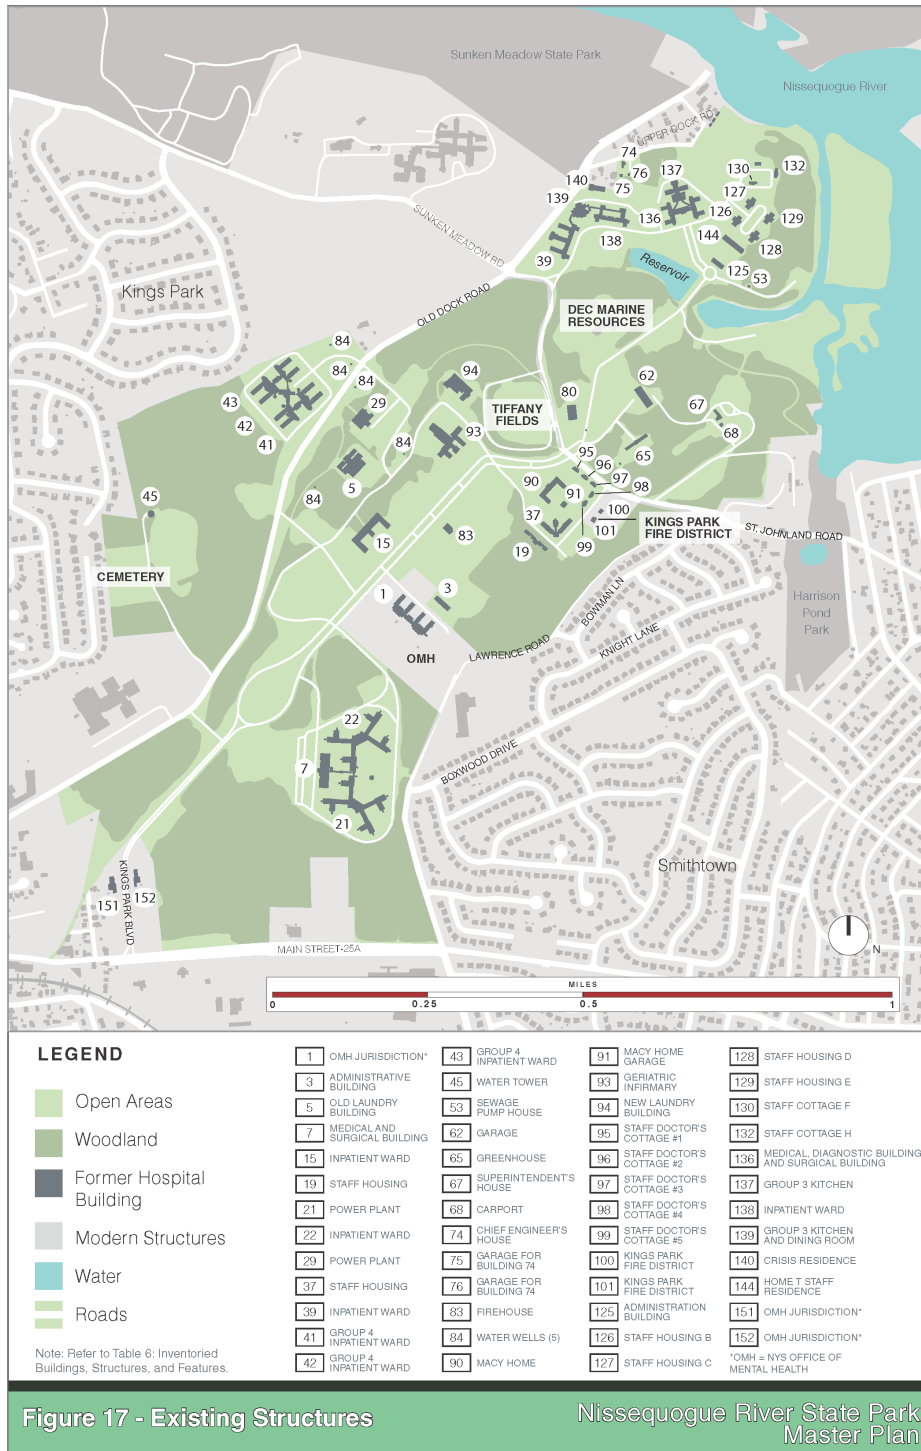 Sunken Meadow State Park
Nissequogue River
UPPER DOCK RD
74
140
76
137
130
132
139
75
127
136
126
129
138
144
128
39
125
53
SUNKEN MEADOW RD
Reservoir
Kings Park
OLD DOCK ROAD
DEC MARINE
RESOURCES
84
84
84
94
62
43
29
80
67
42
TIFFANY
FIELDS
41
84
93
68
65
95
96
5
90
97
45
84
91
98
37
100
KINGS PARK
FIRE DISTRICT
101
ST. JOHNLAND ROAD
15
83
19
99
CEMETERY
1
3
BOWMAN LN
Harrison
Pond
Park
KNIGHT LANE
OMH
LAWRENCE ROAD
22
BOXWOOD DRIVE
7
21
Smithtown
KINGS PARK BLVD
151
152
MAIN STREET-25A
N
MILES
0
0.25
0.5
1
LEGEND
Open Areas
Woodland
Former Hospital
Building
Modern Structures
Water
Roads
Note: Refer to Table 6: Inventoried
Buildings, Structures, and Features.
1 OMH JURISDICTION*
3 ADMINISTRATIVE
BUILDING
5 OLD LAUNDRY
BUILDING
7 MEDICAL AND
SURGICAL BUILDING
15 INPATIENT WARD
19 STAFF HOUSING
21 POWER PLANT
22 INPATIENT WARD
29 POWER PLANT
37 STAFF HOUSING
39 INPATIENT WARD
41 GROUP 4
INPATIENT WARD
42 GROUP 4
INPATIENT WARD
43 GROUP 4
INPATIENT WARD
45 WATER TOWER
53 SEWAGE
PUMP HOUSE
62 GARAGE
65 GREENHOUSE
67 SUPERINTENDENT'S
HOUSE
68 CARPORT
74 CHIEF ENGINEER'S
HOUSE
75 GARAGE FOR
BUILDING 74
76 GARAGE FOR
BUILDING 74
83 FIREHOUSE
84 WATER WELLS (5)
90 MACY HOME
91 MACY HOME
GARAGE
93 GERIATRIC
INFIRMARY
94 NEW LAUNDRY
BUILDING
95 STAFF DOCTOR'S
COTTAGE #1
96 STAFF DOCTOR'S
COTTAGE #2
97 STAFF DOCTOR'S
COTTAGE #3
98 STAFF DOCTOR'S
COTTAGE #4
99 STAFF DOCTOR'S
COTTAGE #5
100 KINGS PARK
FIRE DISTRICT
101 KINGS PARK
FIRE DISTRICT
125 ADMINISTRATION
BUILDING
126 STAFF HOUSING B
127 STAFF HOUSING C
128 STAFF HOUSING D
129 STAFF HOUSING E
130 STAFF COTTAGE F
132 STAFF COTTAGE H
136 MEDICAL, DIAGNOSTIC BUILDING
AND SURGICAL BUILDING
137 GROUP 3 KITCHEN
138 INPATIENT WARD
139 GROUP 3 KITCHEN
AND DINING ROOM
140 CRISIS RESIDENCE
144 HOME T STAFF
RESIDENCE
151 OMH JURISDICTION*
152 OMH JURISDICTION*
*OMH = NYS OFFICE OF
MENTAL HEALTH
Figure 17 - Existing Structures
Nissequogue River State Park
Master Plan